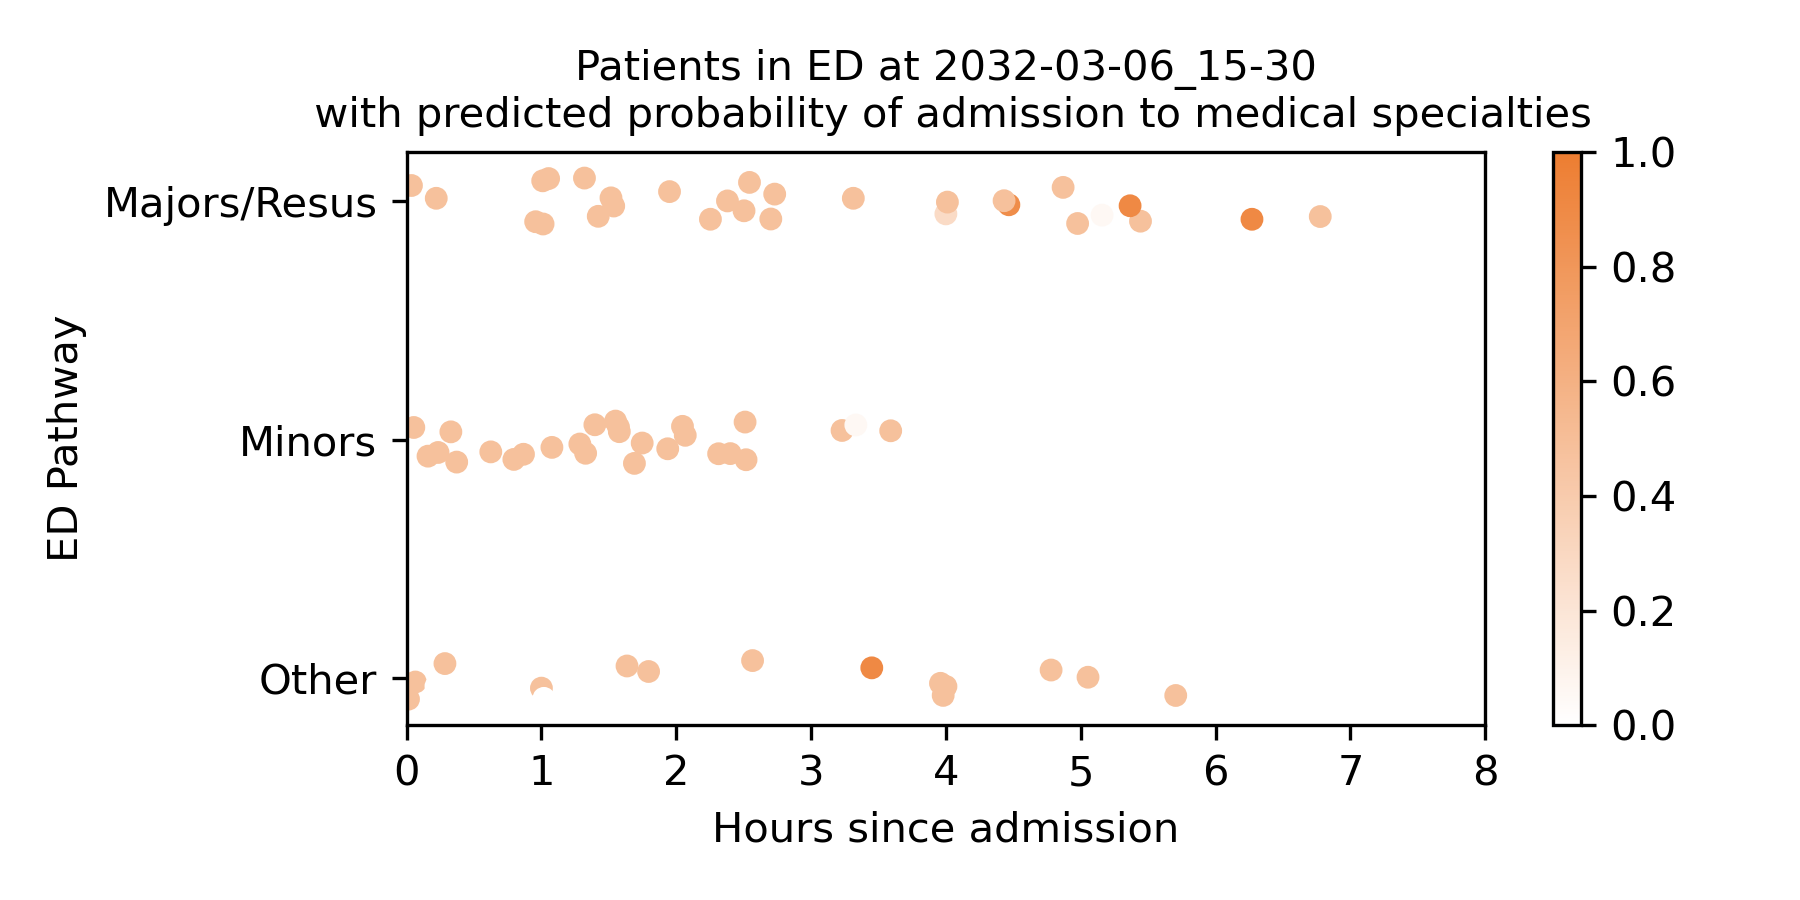 Patients in ED at 2032-03-06_15-30
with predicted probability of admission to medical specialties
1.0
Majors/Resus
0.8
0.6
ED Pathway
Minors
0.4
0.2
Other
0.0
0 1 2 3 4 5 6 7 8
Hours since admission